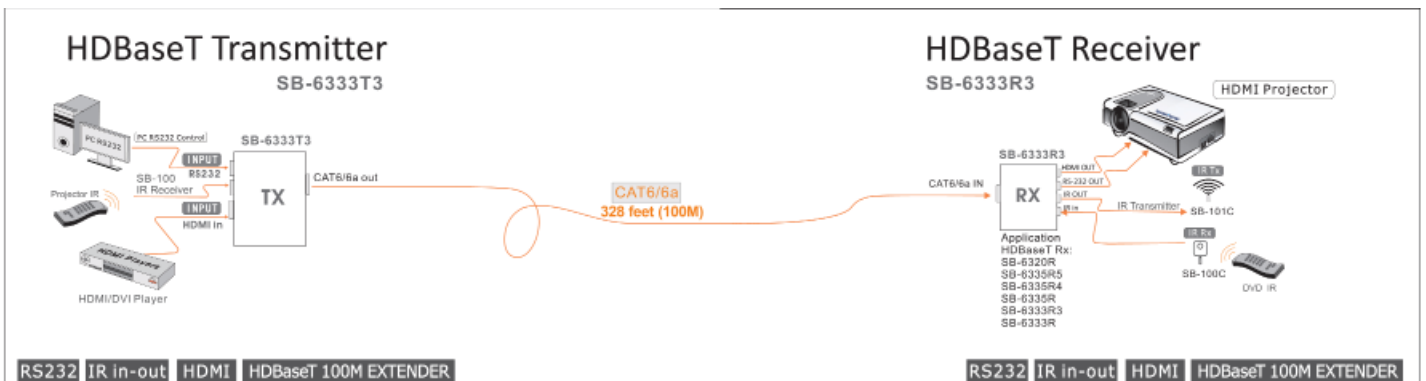 HDBaseT Transmitter
SB-6333T3
PC RS232
PC RS232 Control
SB-6333T3
INPUT
RS232
SB-100
IR Receiver
Projector IR
INPUT
HDMI in
TX
CAT6/6a out
HDMI Players
HDMI/DVI Player
CAT6/6a
328 feet (100M)
HDBaseT Receiver
SB-6333R3
HDMI Projector
SB-6333R3
CAT6/6a IN
RX
HDMI OUT
RS-232 OUT
IR OUT
IR in
IR Transmitter
IR Tx
SB-101C
IR Rx
SB-100C
DVD IR
Application
HDBaseT Rx:
SB-6320R
SB-6335R5
SB-6335R4
SB-6335R
SB-6333R3
SB-6333R
RS232 IR in-out HDMI HDBaseT 100M EXTENDER
RS232 IR in-out HDMI HDBaseT 100M EXTENDER